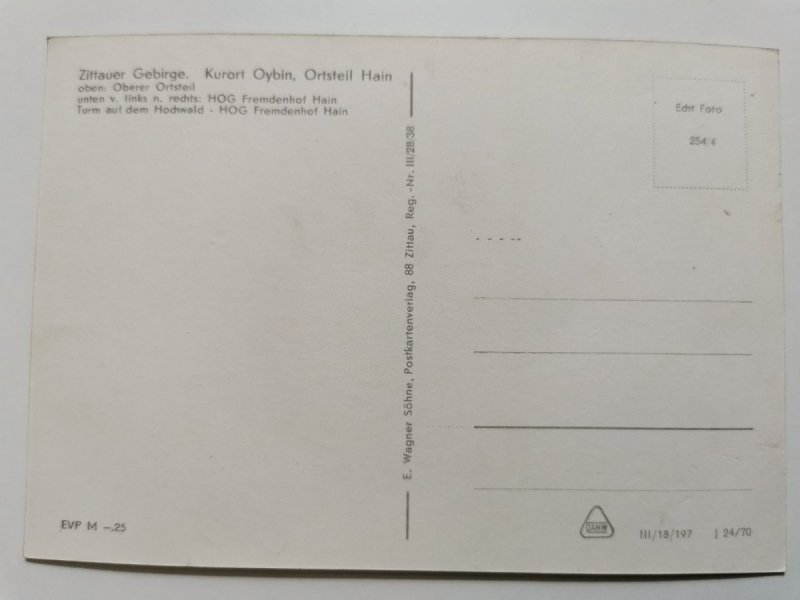 Zittauer Gebirge. Kurort Oybin, Ortsteil Hain
oben: Oberer Ortsteil
unten v. links n. rechts: HOG Fremdenhof Hain
Turm auf dem Hochwald - HOG Fremdenhof Hain
E. Wagner Söhne, Postkartenverlag, 88 Zittau, Reg.-Nr. III/28/38
Echt Foto
264/4
EVP M -.25
DAHW
III/18/197 J 24/70